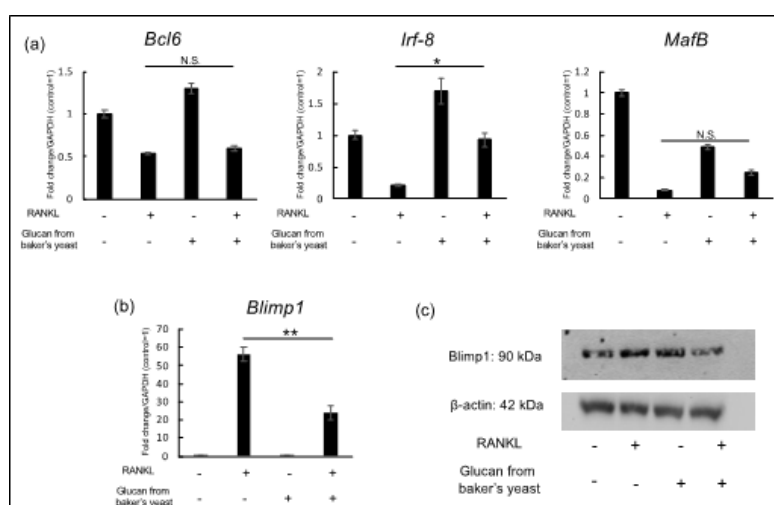 (a)
Bcl6
Irf-8
MafB
Fold change/GAPDH (control=1)
1.5
1
0.5
0
N.S.
RANKL - + - +
Glucan from
baker's yeast - - + +
Fold change/GAPDH (control=1)
2
1.5
1
0.5
0
*
RANKL - + - +
Glucan from
baker's yeast - - + +
Fold change/GAPDH (control=1)
1.2
1
0.8
0.6
0.4
0.2
0
N.S.
RANKL - + - +
Glucan from
baker's yeast - - + +
(b)
Blimp1
Fold change/GAPDH (control=1)
70
60
50
40
30
20
10
0
**
RANKL - + - +
Glucan from
baker's yeast - - + +
(c)
Blimp1: 90 kDa
β-actin: 42 kDa
RANKL - + - +
Glucan from
baker's yeast - - + +